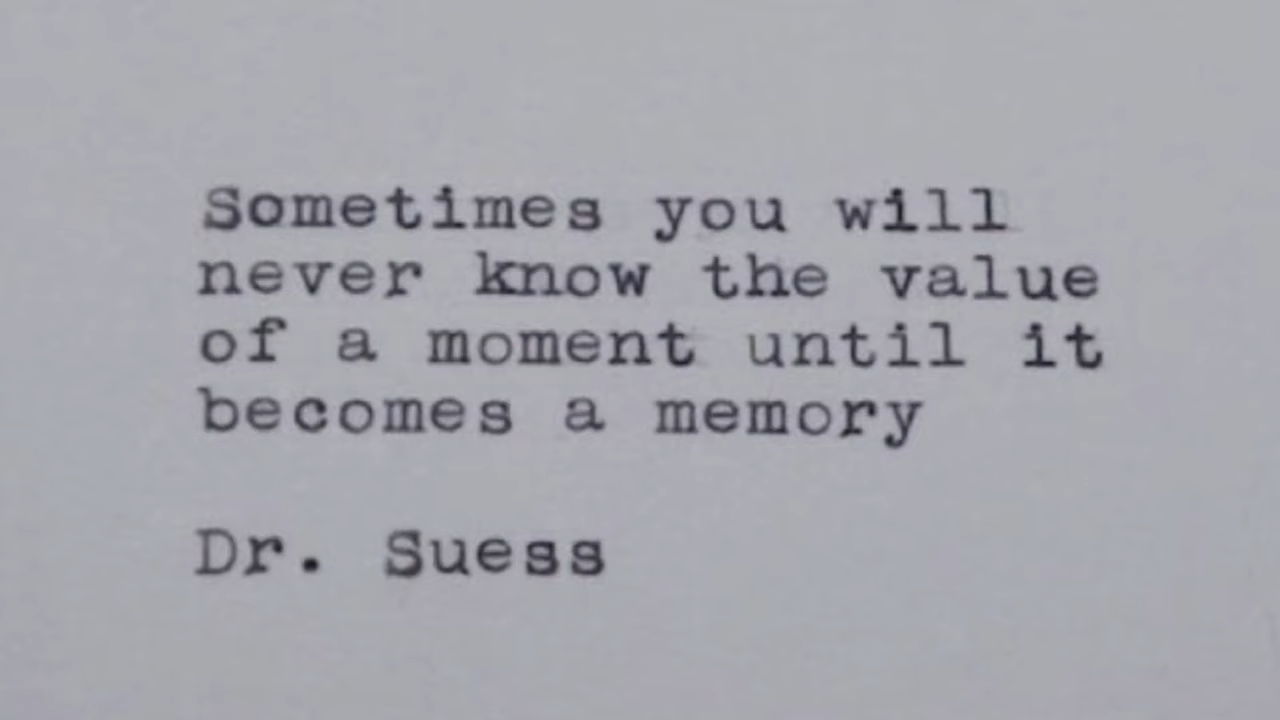 Sometimes you will
never know the value
of a moment until it
becomes a memory
Dr. Suess